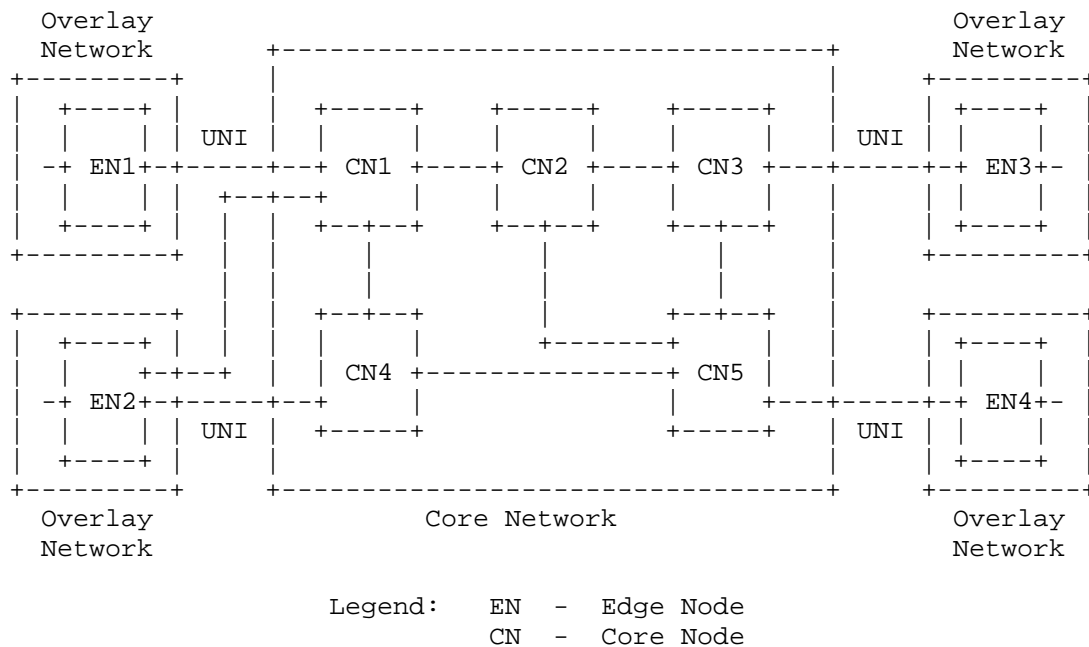 Overlay Overlay
Network Network
UNI UNI
EN1 CN1 CN2 CN3 EN3
CN4 CN5
EN2 EN4
UNI UNI
Overlay Core Network Overlay
Network Network
Legend: EN - Edge Node
CN - Core Node